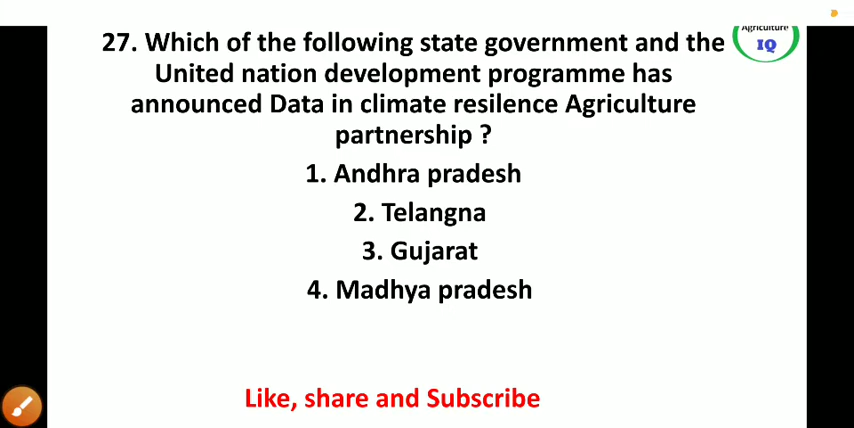 Agriculture
IQ
27. Which of the following state government and the
United nation development programme has
announced Data in climate resilence Agriculture
partnership ?
1. Andhra pradesh
2. Telangna
3. Gujarat
4. Madhya pradesh
Like, share and Subscribe